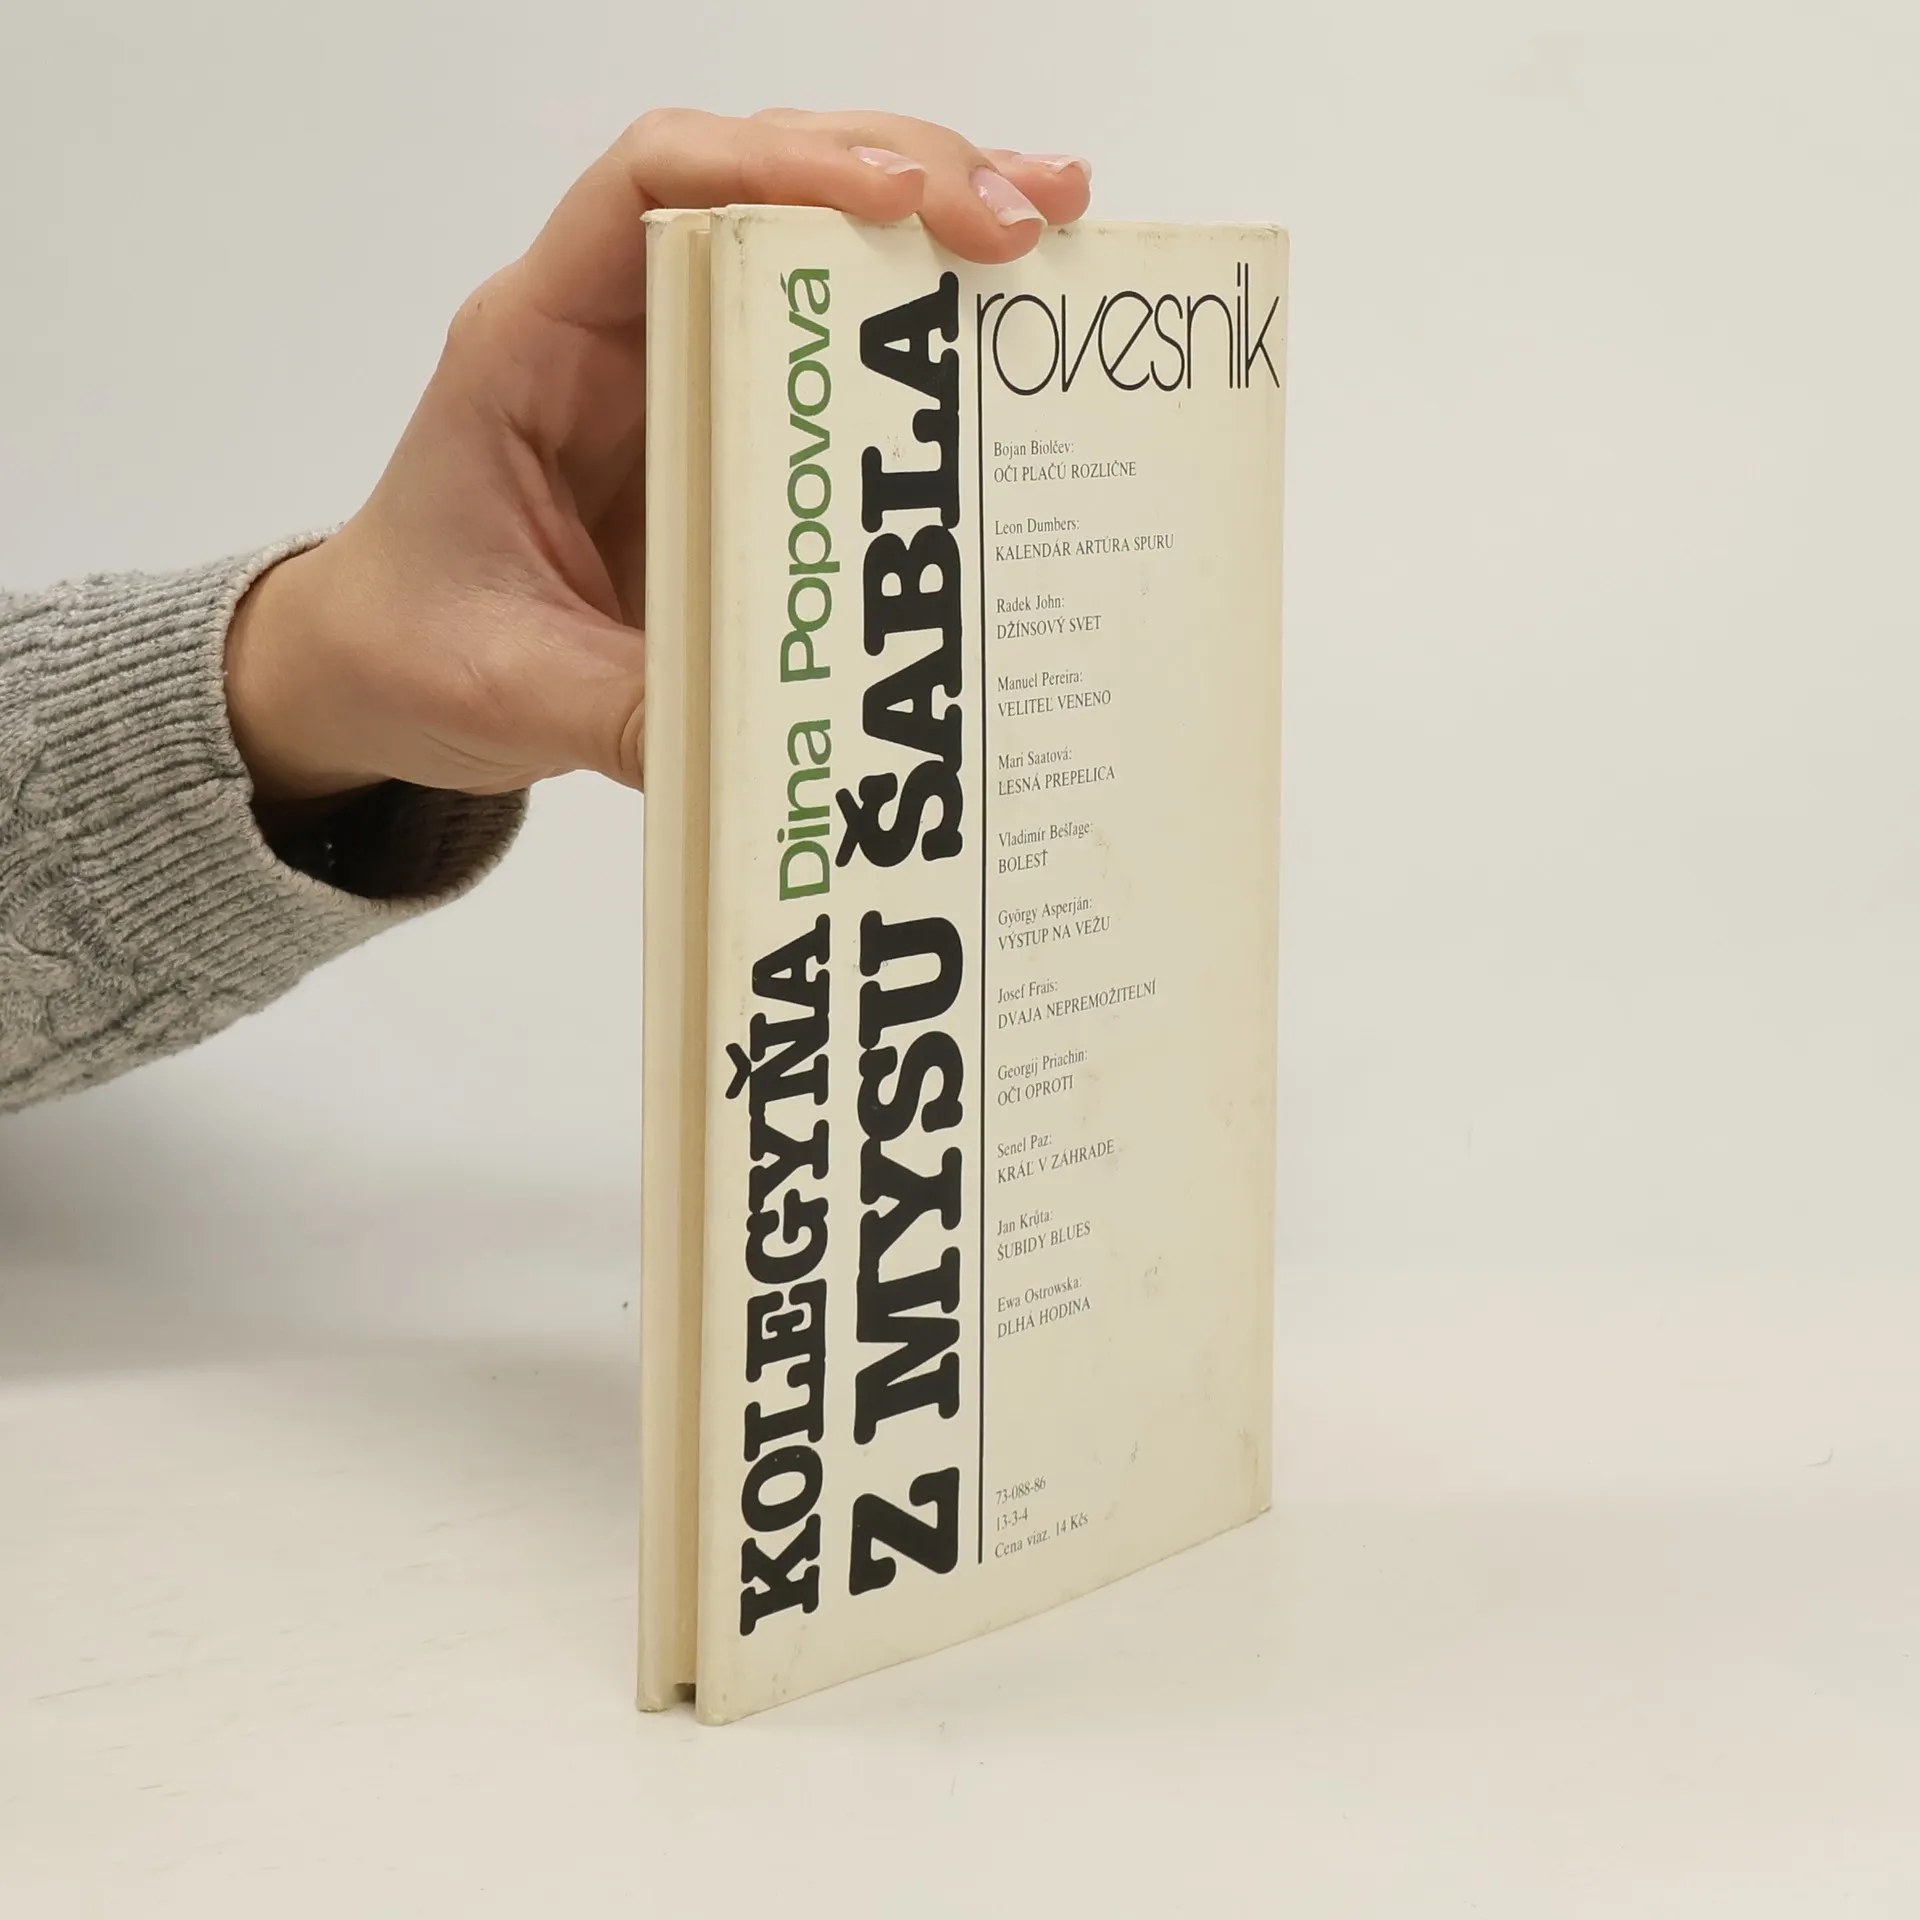 Dina Popovová
KOLEGYŇA
Z MYSU ŠABLA
rovesnik
Bojan Biolčev:
OČI PLAČÚ ROZLIČNE
Leon Dumbers:
KALENDÁR ARTÚRA SPURU
Radek John:
DŽÍNSOVÝ SVET
Manuel Pereira:
VELITEĽ VENENO
Mari Saatová:
LESNÁ PREPELICA
Vladimír Bešľage:
BOLESŤ
György Asperján:
VÝSTUP NA VEŽU
Josef Frais:
DVAJA NEPREMOŽITEĽNÍ
Georgij Priachin:
OČI OPROTI
Senel Paz:
KRÁĽ V ZÁHRADE
Jan Krůta:
ŠUBIDY BLUES
Ewa Ostrowska:
DLHÁ HODINA
73-088-86
13-3-4
Cena viaz. 14 Kčs